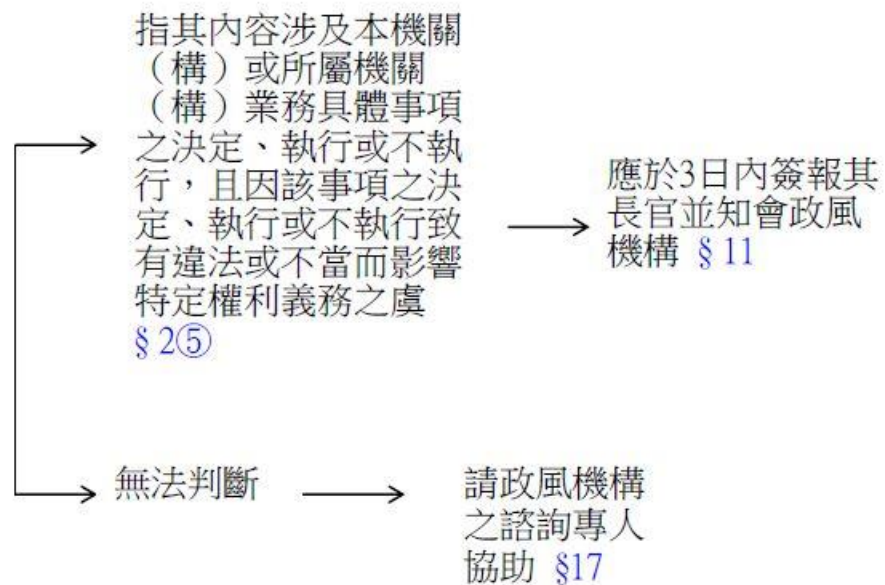 指其內容涉及本機關
（構）或所屬機關
（構）業務具體事項
之決定、執行或不執
行，且因該事項之決
定、執行或不執行致
有違法或不當而影響
特定權利義務之虞
§ 2⑤
應於3日內簽報其
長官並知會政風
機構 § 11
無法判斷
請政風機構
之諮詢專人
協助 §17